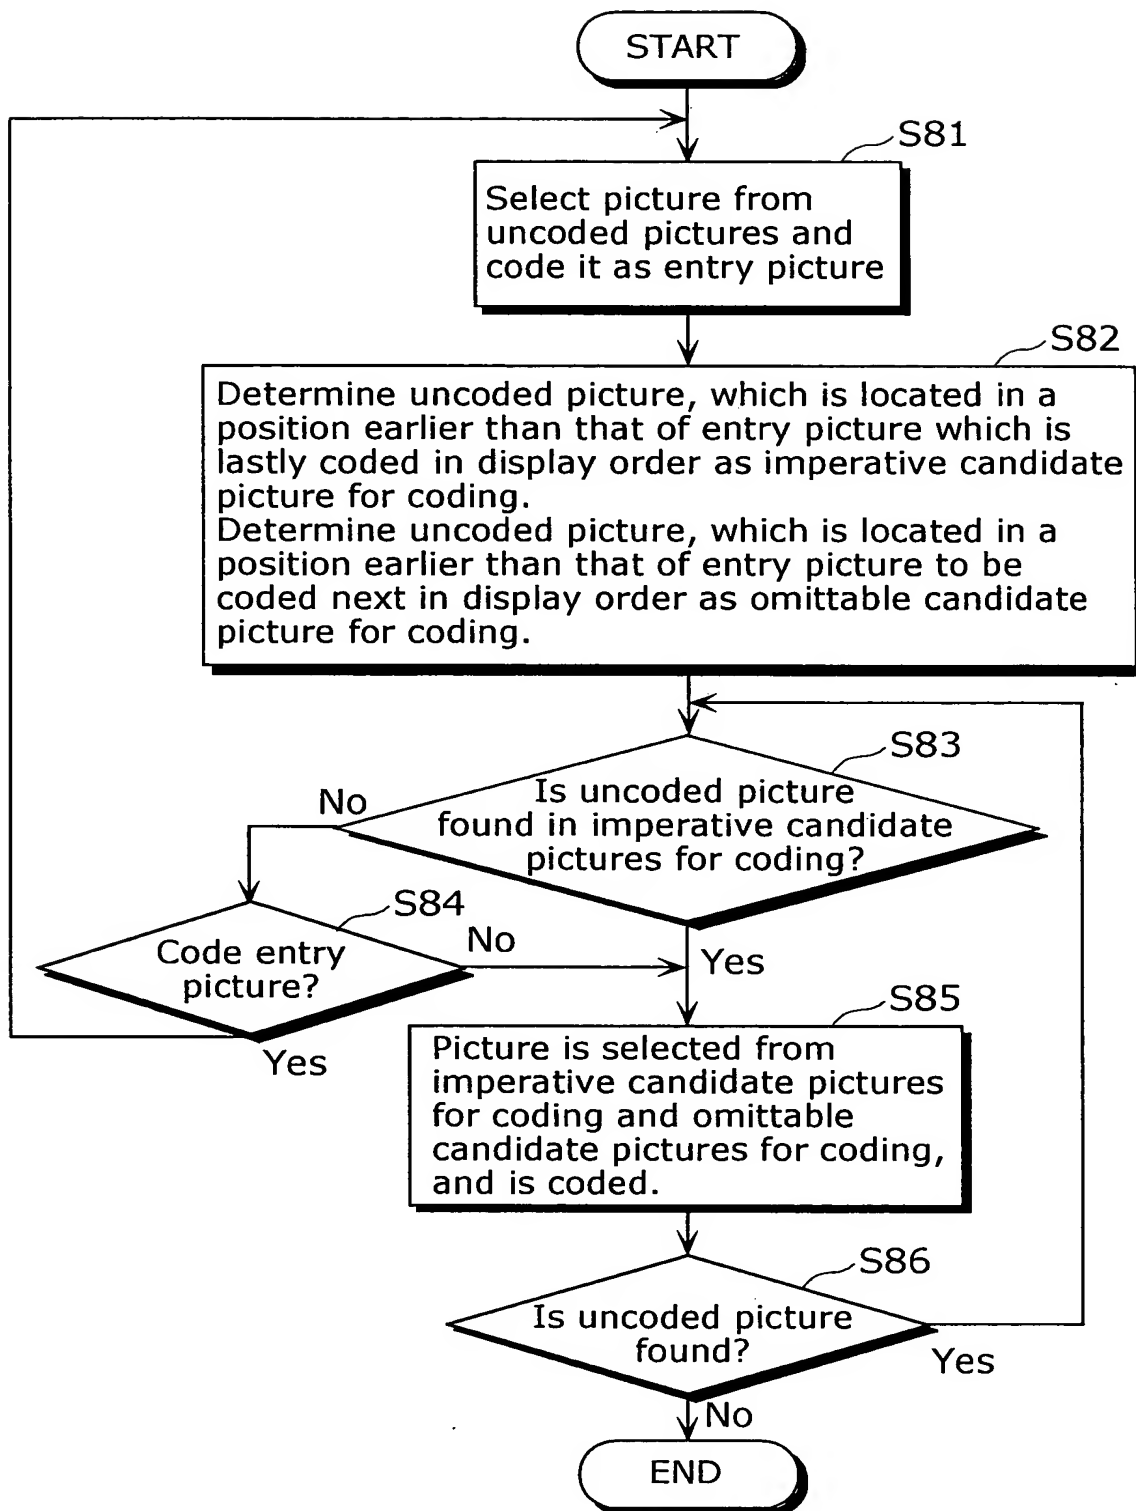 START
S81
Select picture from
uncoded pictures and
code it as entry picture
S82
Determine uncoded picture, which is located in a
position earlier than that of entry picture which is
lastly coded in display order as imperative candidate
picture for coding.
Determine uncoded picture, which is located in a
position earlier than that of entry picture to be
coded next in display order as omittable candidate
picture for coding.
S83
Is uncoded picture
found in imperative candidate
pictures for coding?
No
S84
Code entry
picture?
No
Yes
Yes
S85
Picture is selected from
imperative candidate pictures
for coding and omittable
candidate pictures for coding,
and is coded.
S86
Is uncoded picture
found?
Yes
No
END